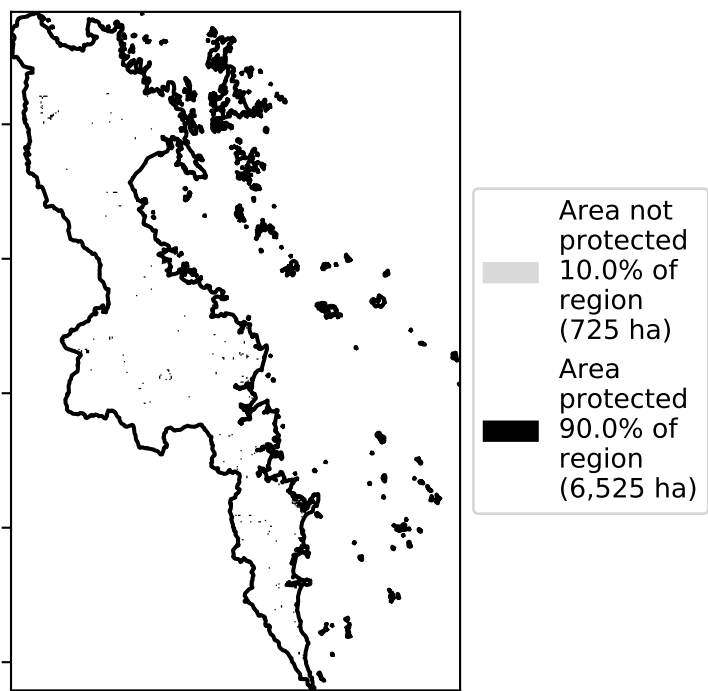 Area not
protected
10.0% of
region
(725 ha)
Area
protected
90.0% of
region
(6,525 ha)